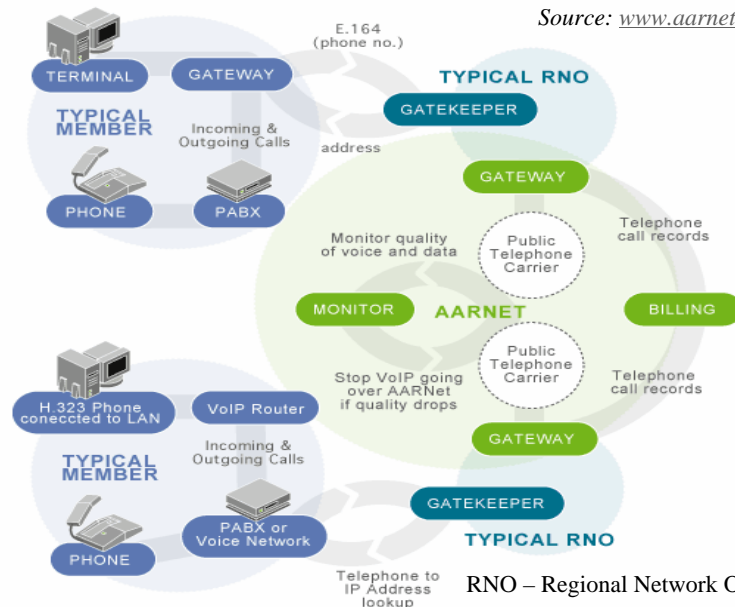 Source: www.aarnet
E.164
(phone no.)
TERMINAL
GATEWAY
TYPICAL RNO
GATEKEEPER
TYPICAL
MEMBER
Incoming &
Outgoing Calls
address
PHONE
PABX
GATEWAY
Monitor quality
of voice and data
Public
Telephone
Carrier
Telephone
call records
MONITOR
AARNET
BILLING
Stop VoIP going
over AARNet
if quality drops
Public
Telephone
Carrier
Telephone
call records
H.323 Phone
coneccted to LAN
VoIP Router
GATEWAY
TYPICAL
MEMBER
Incoming &
Outgoing Calls
GATEKEEPER
PABX or
Voice Network
TYPICAL RNO
PHONE
Telephone to
IP Address
lookup
RNO – Regional Network O